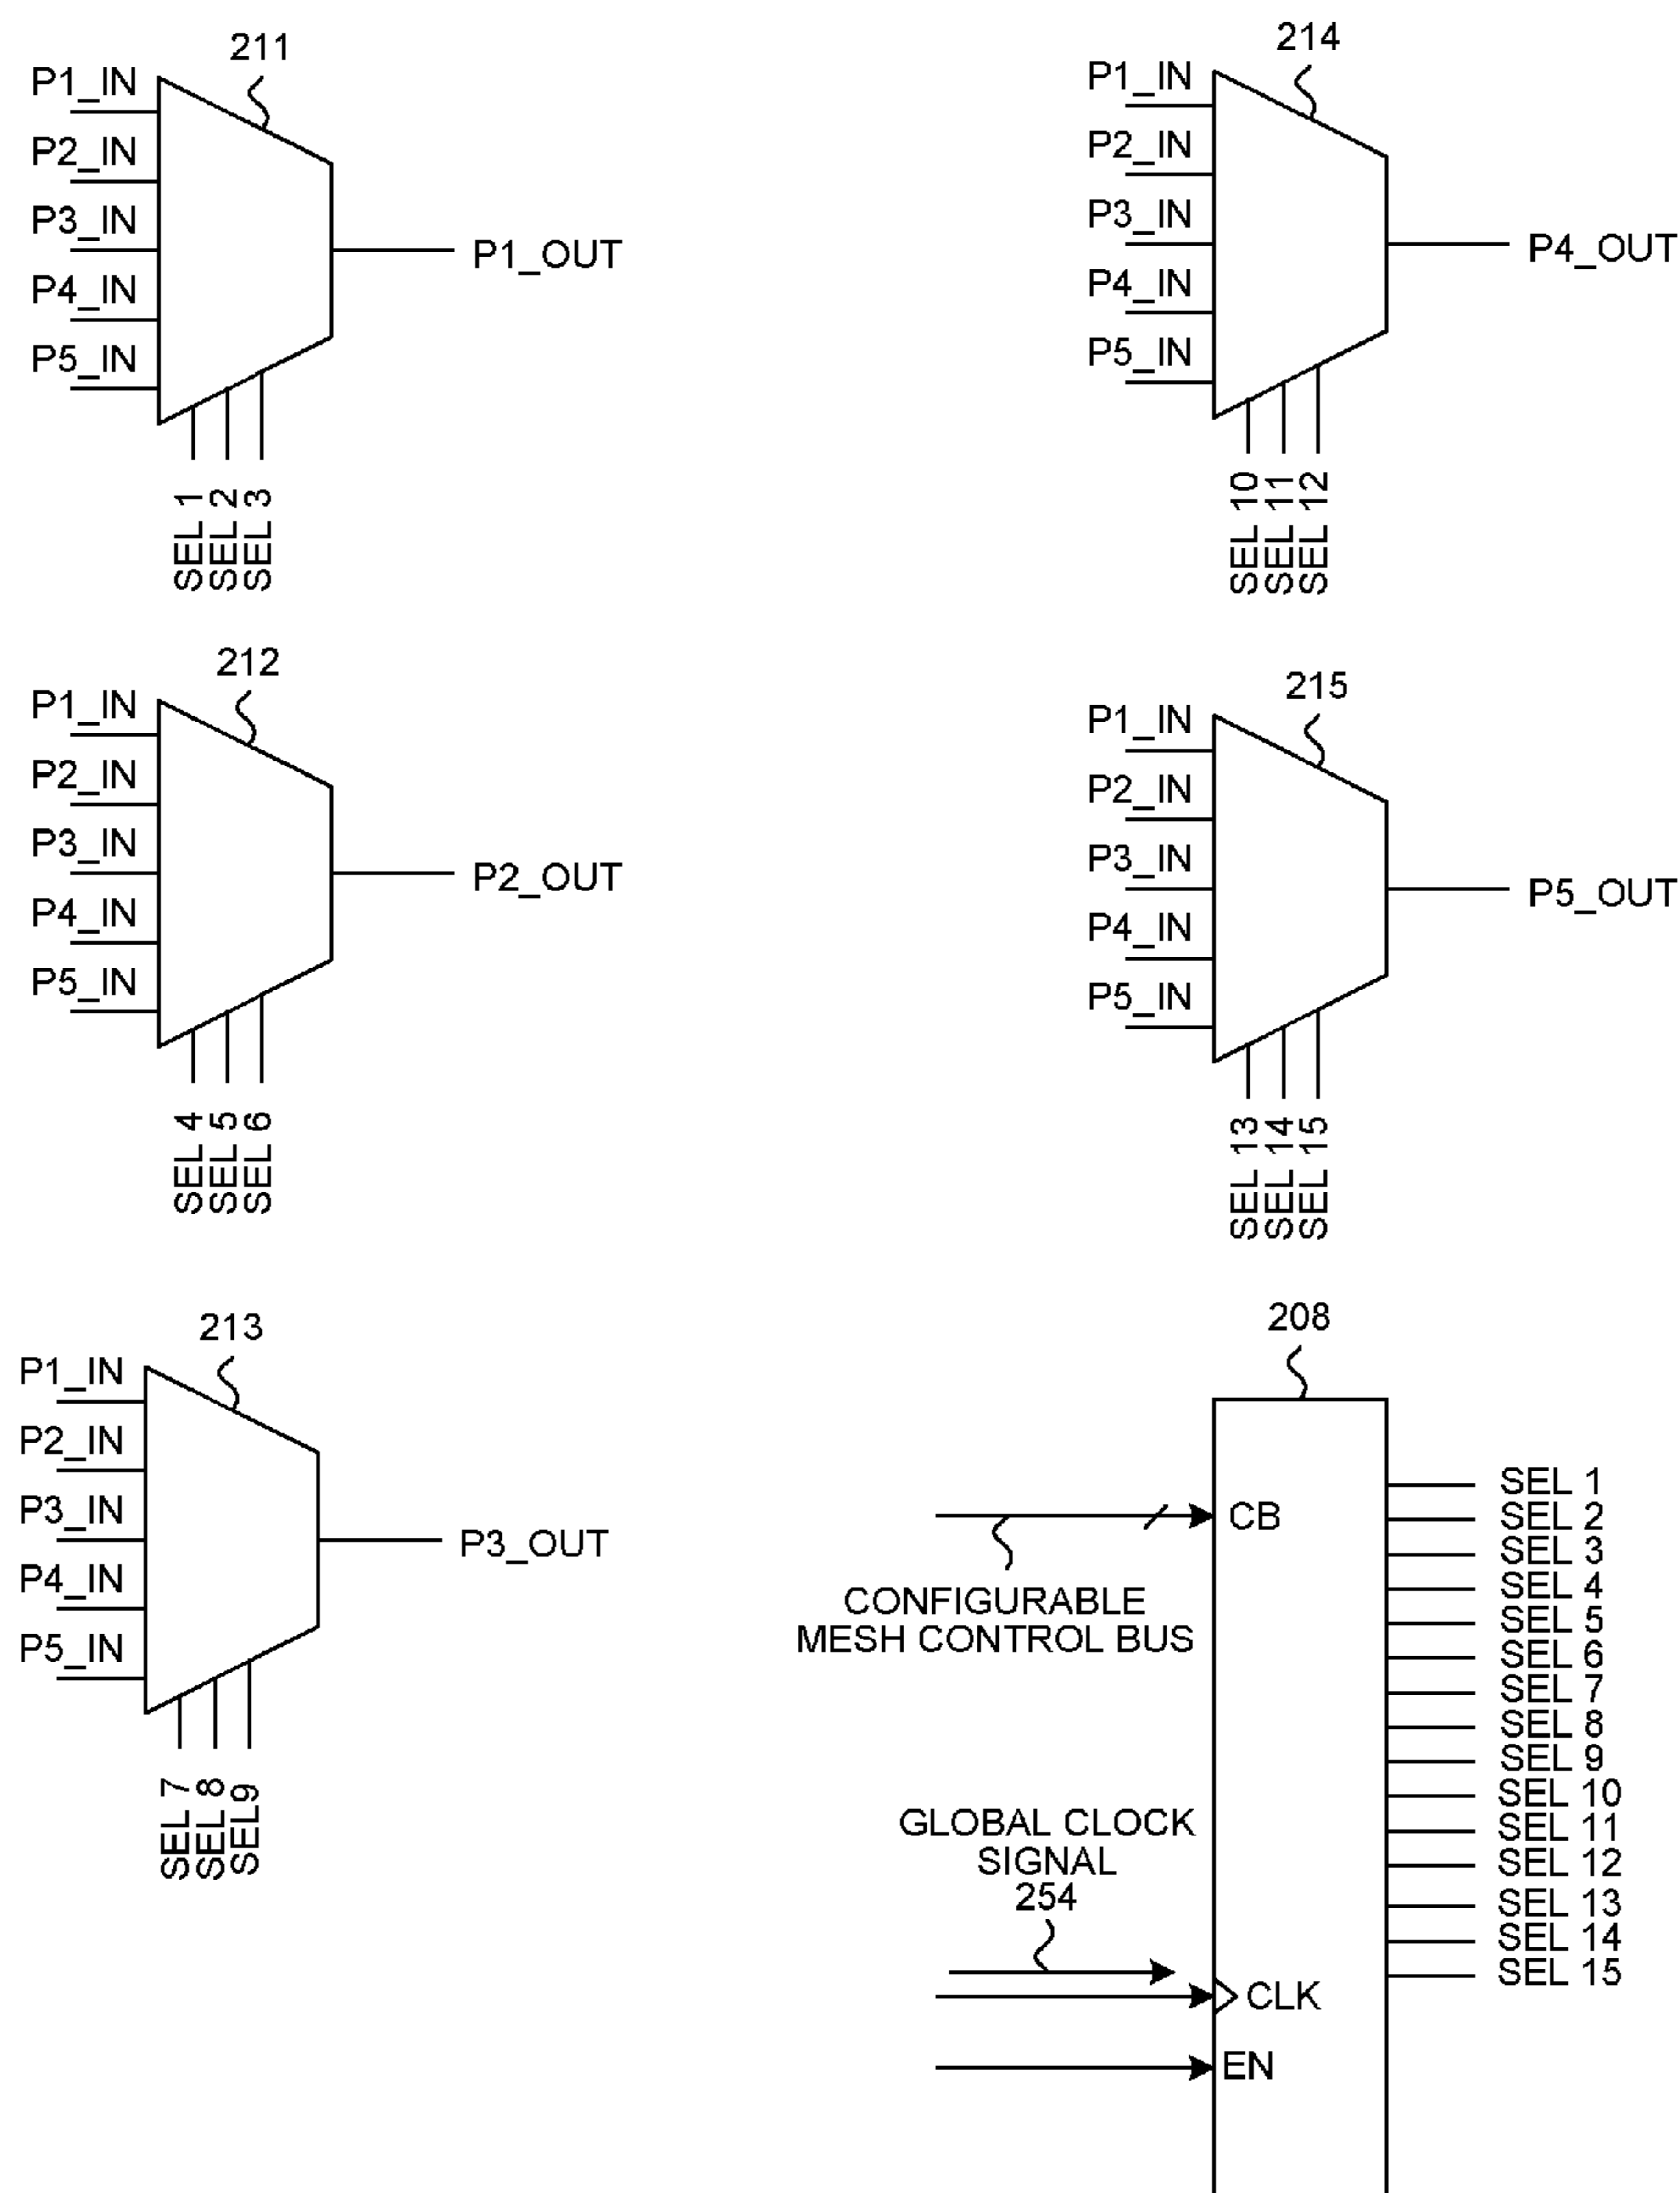 211
P1_IN
P2_IN
P3_IN
P4_IN
P5_IN
P1_OUT
SEL 1
SEL 2
SEL 3
214
P1_IN
P2_IN
P3_IN
P4_IN
P5_IN
P4_OUT
SEL 10
SEL 11
SEL 12
212
P1_IN
P2_IN
P3_IN
P4_IN
P5_IN
P2_OUT
SEL 4
SEL 5
SEL 6
215
P1_IN
P2_IN
P3_IN
P4_IN
P5_IN
P5_OUT
SEL 13
SEL 14
SEL 15
213
P1_IN
P2_IN
P3_IN
P4_IN
P5_IN
P3_OUT
SEL 7
SEL 8
SEL9
208
CB
CONFIGURABLE
MESH CONTROL BUS
GLOBAL CLOCK
SIGNAL
254
CLK
EN
SEL 1
SEL 2
SEL 3
SEL 4
SEL 5
SEL 6
SEL 7
SEL 8
SEL 9
SEL 10
SEL 11
SEL 12
SEL 13
SEL 14
SEL 15